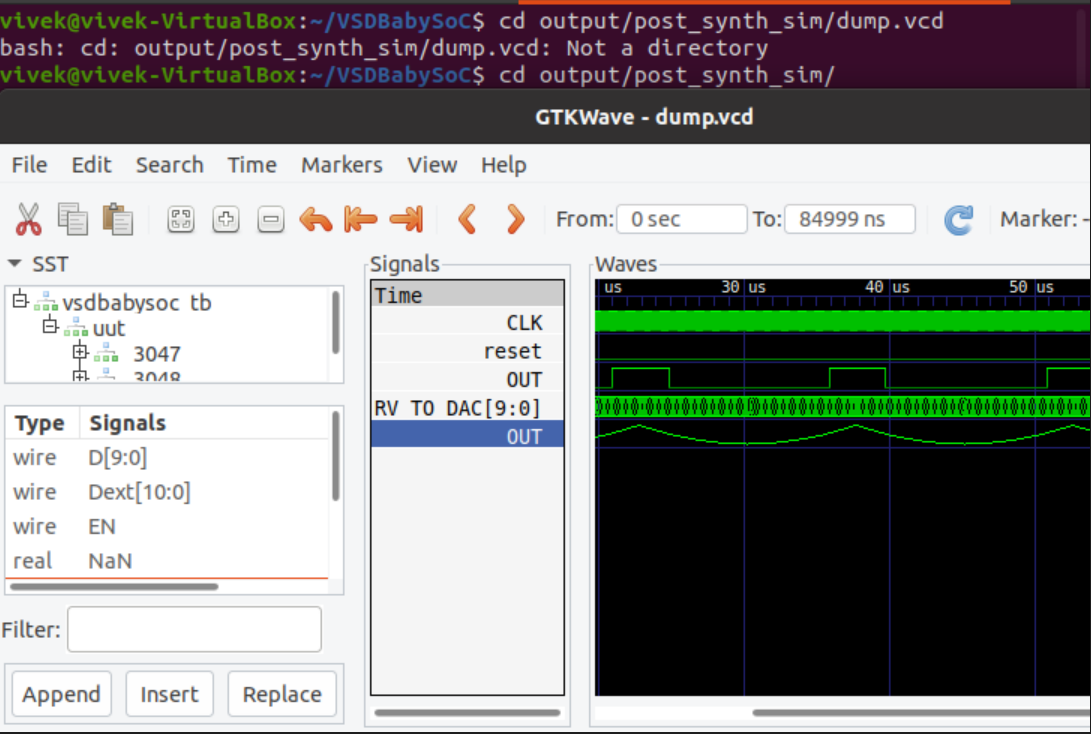 vivek@vivek-VirtualBox:~/VSDBabySoC$ cd output/post_synth_sim/dump.vcd
bash: cd: output/post_synth_sim/dump.vcd: Not a directory
vivek@vivek-VirtualBox:~/VSDBabySoC$ cd output/post_synth_sim/
GTKWave - dump.vcd
File Edit Search Time Markers View Help
From: 0 sec To: 84999 ns Marker: -
SST
vsdbabysoc tb
uut
3047
3048
Type Signals
wire D[9:0]
wire Dext[10:0]
wire EN
real NaN
Filter:
Append Insert Replace
Signals
Time
CLK
reset
OUT
RV TO DAC[9:0]
OUT
Waves
us 30 us 40 us 50 us